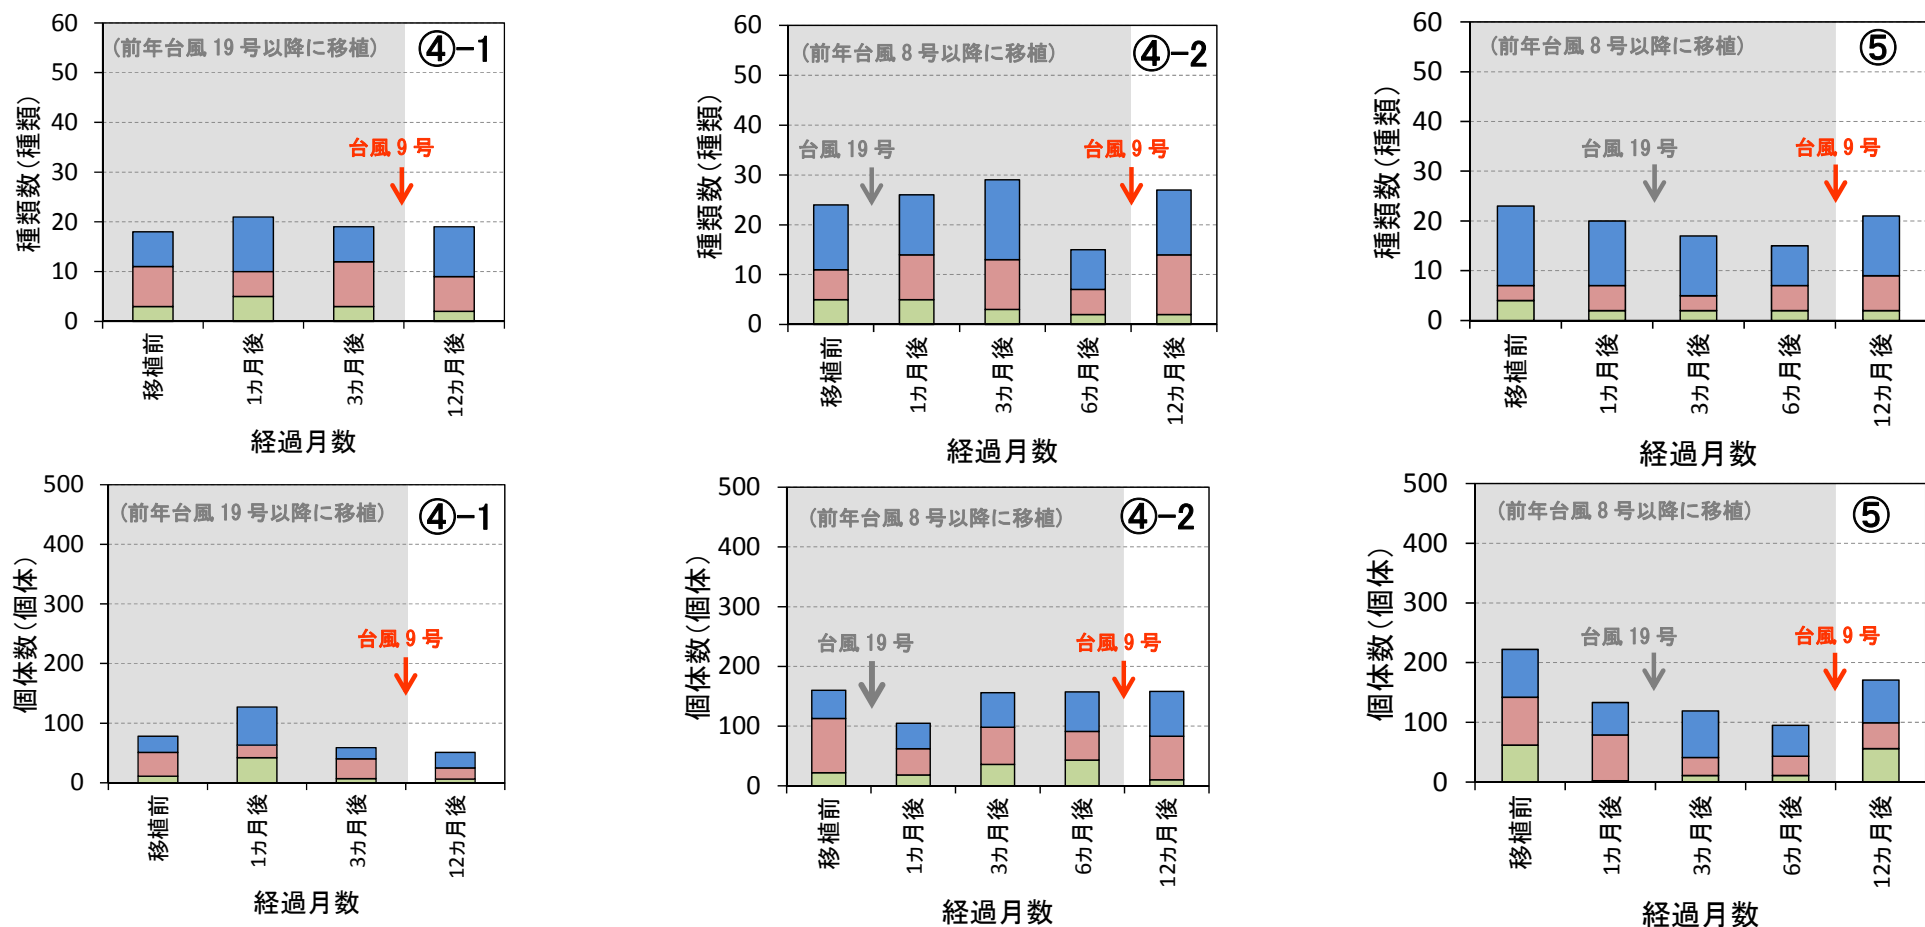 種類数(種類)
60
50
40
30
20
10
0
(前年台風 19 号以降に移植)
④-1
台風 9 号
移植前
1カ月後
3カ月後
12カ月後
経過月数
種類数(種類)
60
50
40
30
20
10
0
(前年台風 8 号以降に移植)
④-2
台風 19 号
台風 9 号
移植前
1カ月後
3カ月後
6カ月後
12カ月後
経過月数
種類数(種類)
60
50
40
30
20
10
0
(前年台風 8 号以降に移植)
⑤
台風 19 号
台風 9 号
移植前
1カ月後
3カ月後
6カ月後
12カ月後
経過月数
個体数(個体)
500
400
300
200
100
0
(前年台風 19 号以降に移植)
④-1
台風 9 号
移植前
1カ月後
3カ月後
12カ月後
経過月数
個体数(個体)
500
400
300
200
100
0
(前年台風 8 号以降に移植)
④-2
台風 19 号
台風 9 号
移植前
1カ月後
3カ月後
6カ月後
12カ月後
経過月数
個体数(個体)
500
400
300
200
100
0
(前年台風 8 号以降に移植)
⑤
台風 19 号
台風 9 号
移植前
1カ月後
3カ月後
6カ月後
12カ月後
経過月数